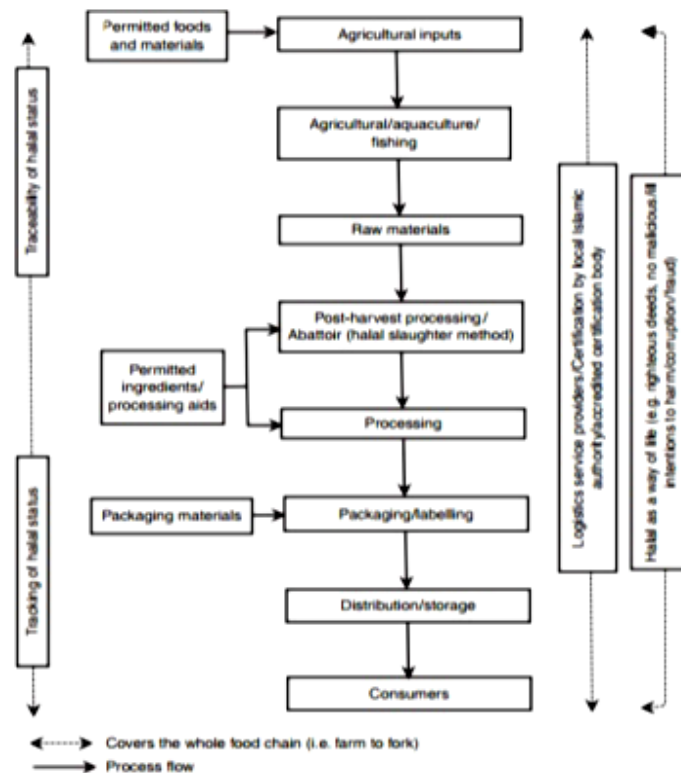 Permitted foods
and materials
Agricultural inputs
Agricultural/aquaculture/
fishing
Raw materials
Post-harvest processing/
Abattoir (halal slaughter method)
Permitted
ingredients/
processing aids
Processing
Packaging materials
Packaging/labelling
Distribution/storage
Consumers
Traceability of halal status
Tracking of halal status
Logistics service providers/Certification by local Islamic
authority/accredited certification body
Halal as a way of life (e.g. righteous deeds, no malicious/ill
intentions to harm/corruption/fraud)
Covers the whole food chain (i.e. farm to fork)
Process flow